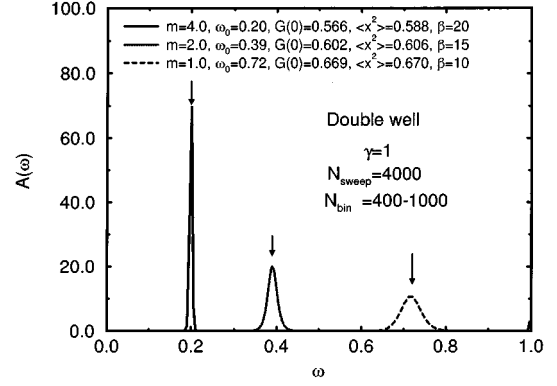 100.0
80.0
60.0
40.0
20.0
0.0
A(ω)
m=4.0, ω₀=0.20, G(0)=0.566, <x²>=0.588, β=20
m=2.0, ω₀=0.39, G(0)=0.602, <x²>=0.606, β=15
m=1.0, ω₀=0.72, G(0)=0.669, <x²>=0.670, β=10
Double well
γ=1
N_sweep=4000
N_bin =400-1000
0.0 0.2 0.4 0.6 0.8 1.0
ω